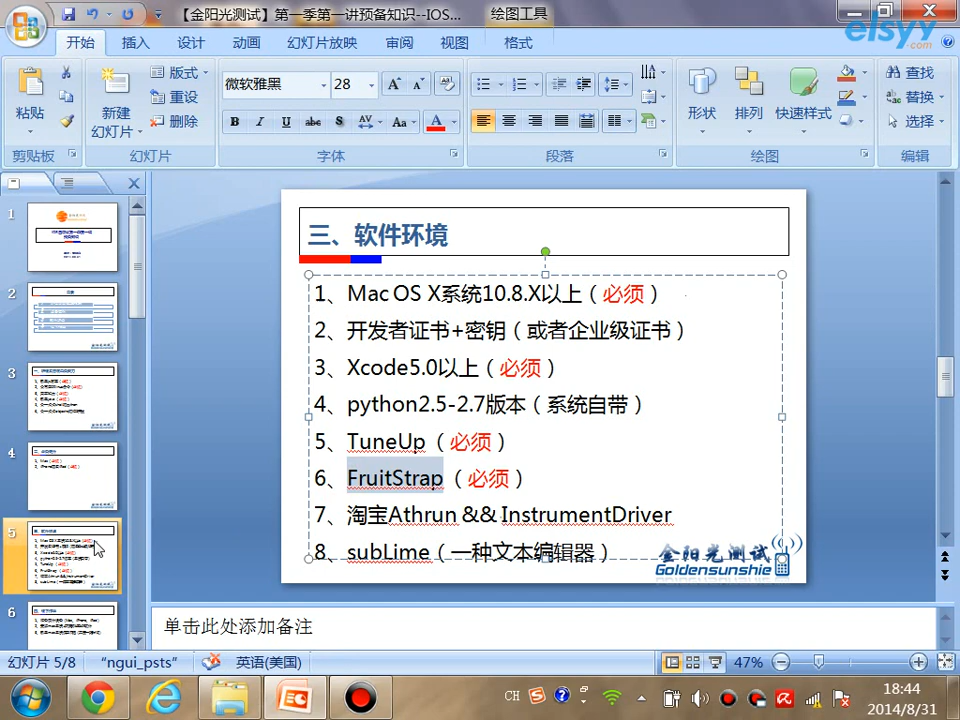 【金阳光测试】第一季第一讲预备知识--IOS...
绘图工具
elsyy
.com
开始
插入
设计
动画
幻灯片放映
审阅
视图
格式
粘贴
剪贴板
新建
幻灯片
版式
重设
删除
幻灯片
微软雅黑
28
B I U abc S AV Aa A
字体
段落
形状
排列
快速样式
绘图
查找
替换
选择
编辑
1
2
3
4
5
6
三、软件环境
1、Mac OS X系统10.8.X以上（必须）
2、开发者证书+密钥（或者企业级证书）
3、Xcode5.0以上（必须）
4、python2.5-2.7版本（系统自带）
5、TuneUp（必须）
6、FruitStrap（必须）
7、淘宝Athrun && InstrumentDriver
8、subLime（一种文本编辑器）
金阳光测试
Goldensunshie
单击此处添加备注
幻灯片 5/8
"ngui_psts"
英语(美国)
47%
CH
18:44
2014/8/31